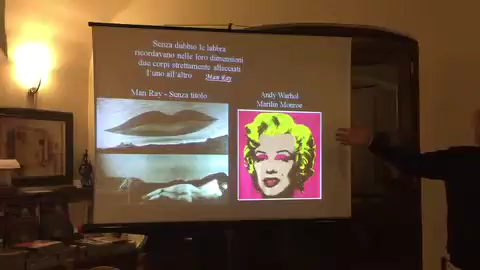 Senza dubbio le labbra
ricordavano nelle loro dimensioni
due corpi strettamente allacciati
l'uno all'altro Man Ray
Man Ray - Senza titolo
Andy Warhol
Marilin Monroe